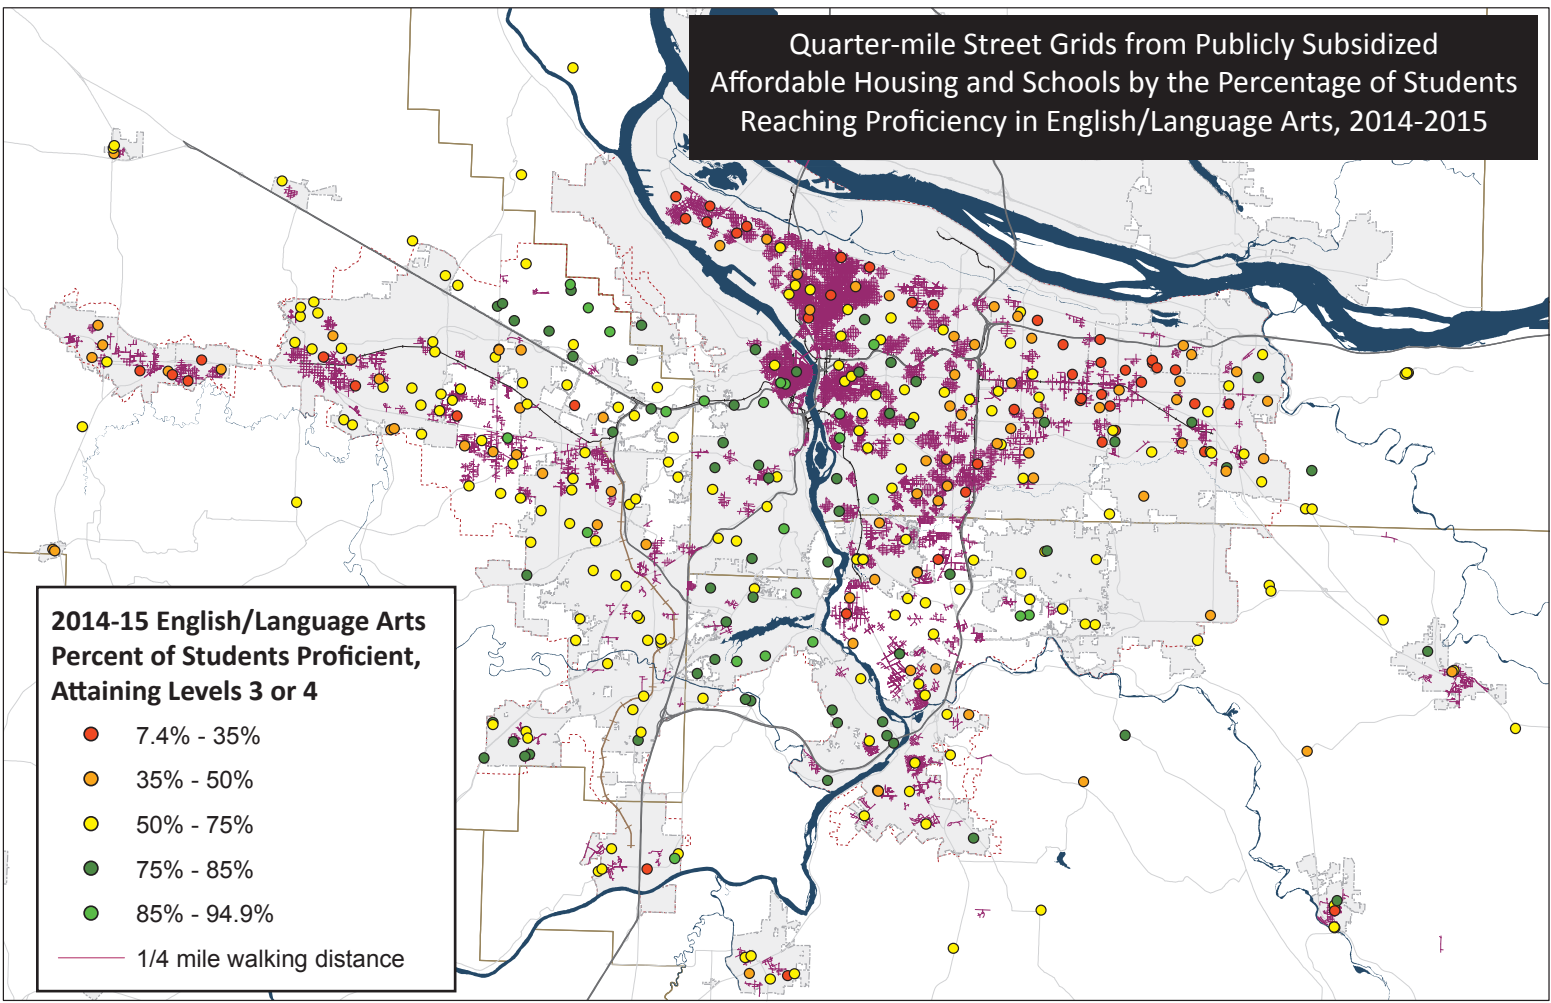 Quarter-mile Street Grids from Publicly Subsidized
Affordable Housing and Schools by the Percentage of Students
Reaching Proficiency in English/Language Arts, 2014-2015
2014-15 English/Language Arts
Percent of Students Proficient,
Attaining Levels 3 or 4
7.4% - 35%
35% - 50%
50% - 75%
75% - 85%
85% - 94.9%
1/4 mile walking distance